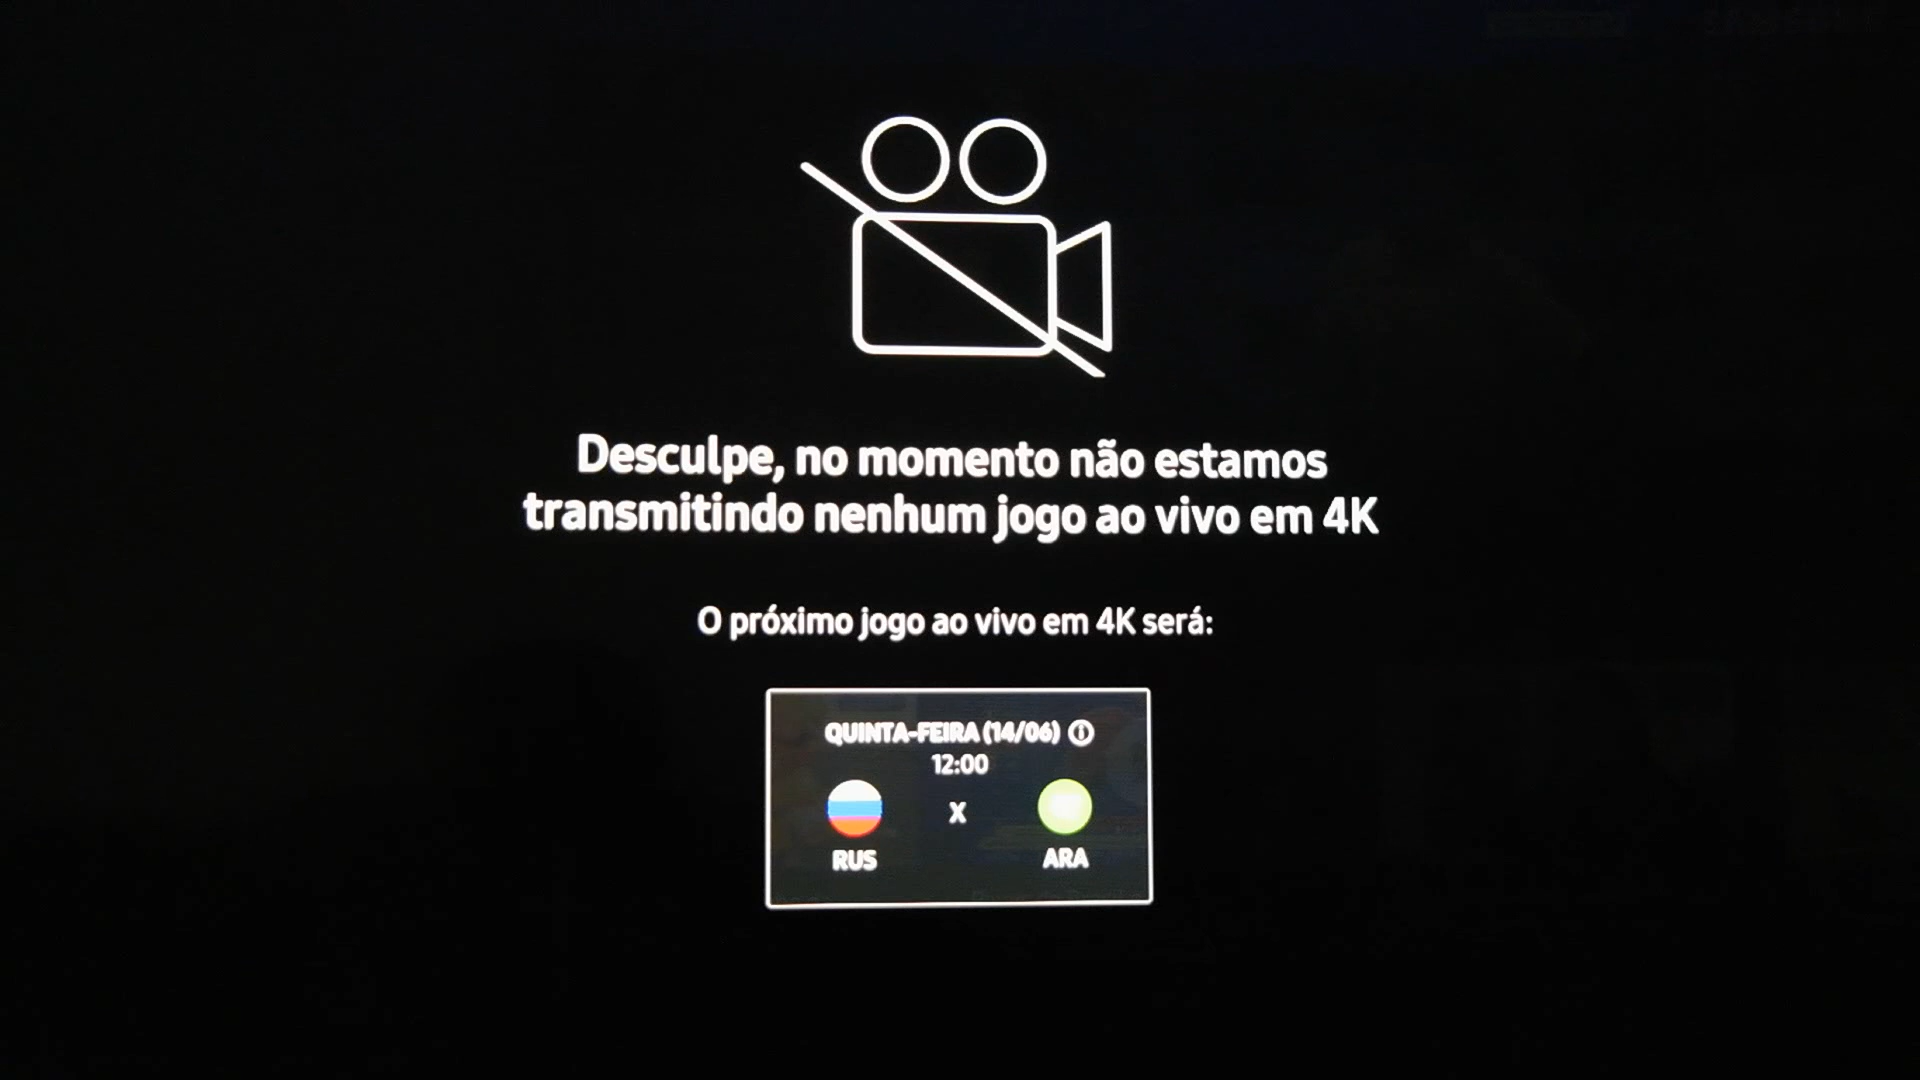 Desculpe, no momento não estamos
transmitindo nenhum jogo ao vivo em 4K
O próximo jogo ao vivo em 4K será:
QUINTA-FEIRA (14/06)
12:00
X
RUS
ARA